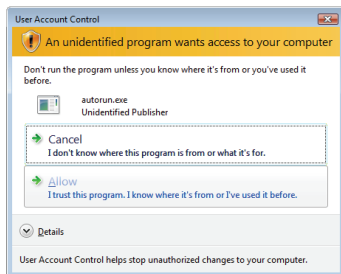 User Account Control
An unidentified program wants access to your computer
Don't run the program unless you know where it's from or you've used it
before.
autorun.exe
Unidentified Publisher
Cancel
I don't know where this program is from or what it's for.
Allow
I trust this program. I know where it's from or I've used it before.
Details
User Account Control helps stop unauthorized changes to your computer.